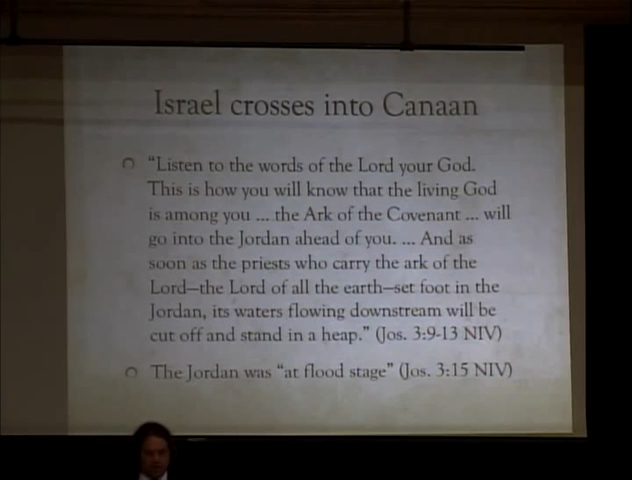 Israel crosses into Canaan
"Listen to the words of the Lord your God.
This is how you will know that the living God
is among you ... the Ark of the Covenant ... will
go into the Jordan ahead of you. ... And as
soon as the priests who carry the ark of the
Lord—the Lord of all the earth—set foot in the
Jordan, its waters flowing downstream will be
cut off and stand in a heap." (Jos. 3:9-13 NIV)
The Jordan was "at flood stage" (Jos. 3:15 NIV)